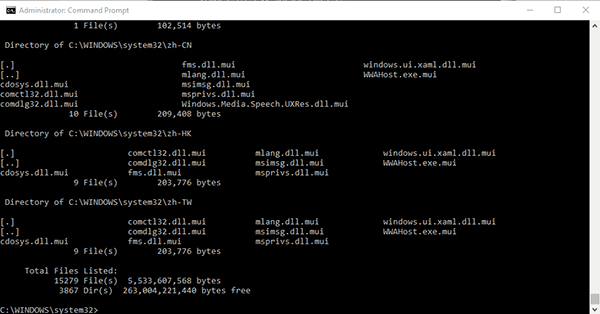 Administrator: Command Prompt
1 File(s) 102,514 bytes
Directory of C:\WINDOWS\system32\zh-CN
[.] fms.dll.mui windows.ui.xaml.dll.mui
[..] mlang.dll.mui WWAHost.exe.mui
cdosys.dll.mui msimsg.dll.mui
comctl32.dll.mui msprivs.dll.mui
comdlg32.dll.mui Windows.Media.Speech.UXRes.dll.mui
10 File(s) 209,408 bytes
Directory of C:\WINDOWS\system32\zh-HK
[.] comctl32.dll.mui mlang.dll.mui windows.ui.xaml.dll.mui
[..] comdlg32.dll.mui msimsg.dll.mui WWAHost.exe.mui
cdosys.dll.mui fms.dll.mui msprivs.dll.mui
9 File(s) 203,776 bytes
Directory of C:\WINDOWS\system32\zh-TW
[.] comctl32.dll.mui mlang.dll.mui windows.ui.xaml.dll.mui
[..] comdlg32.dll.mui msimsg.dll.mui WWAHost.exe.mui
cdosys.dll.mui fms.dll.mui msprivs.dll.mui
9 File(s) 203,776 bytes
Total Files Listed:
15279 File(s) 5,533,607,568 bytes
3867 Dir(s) 263,004,221,440 bytes free
C:\WINDOWS\system32>